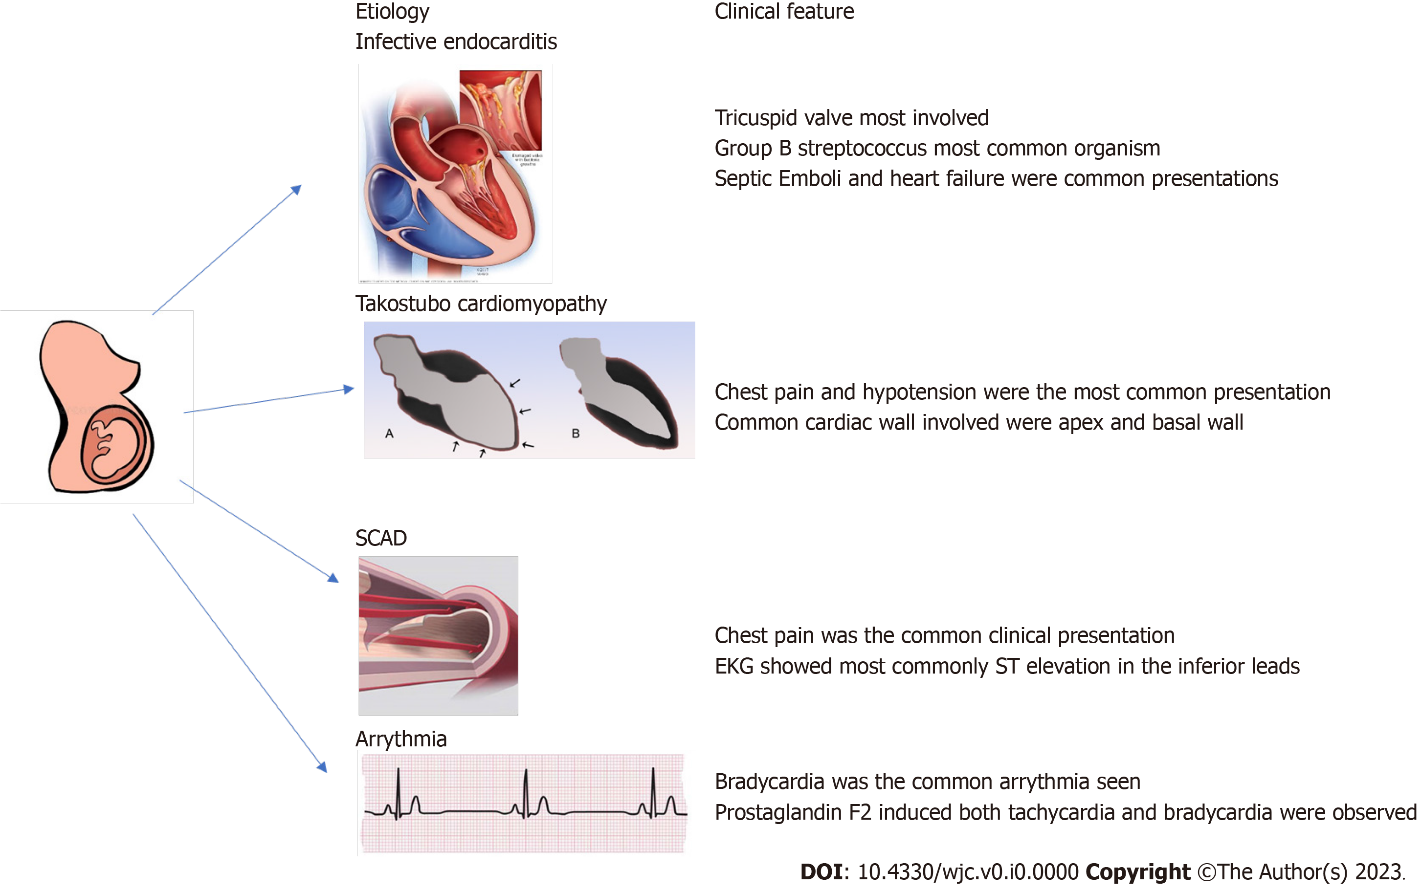 Etiology
Clinical feature
Infective endocarditis
Tricuspid valve most involved
Group B streptococcus most common organism
Septic Emboli and heart failure were common presentations
Takostubo cardiomyopathy
A
B
Chest pain and hypotension were the most common presentation
Common cardiac wall involved were apex and basal wall
SCAD
Chest pain was the common clinical presentation
EKG showed most commonly ST elevation in the inferior leads
Arrythmia
Bradycardia was the common arrythmia seen
Prostaglandin F2 induced both tachycardia and bradycardia were observed
DOI: 10.4330/wjc.v0.i0.0000 Copyright ©The Author(s) 2023.